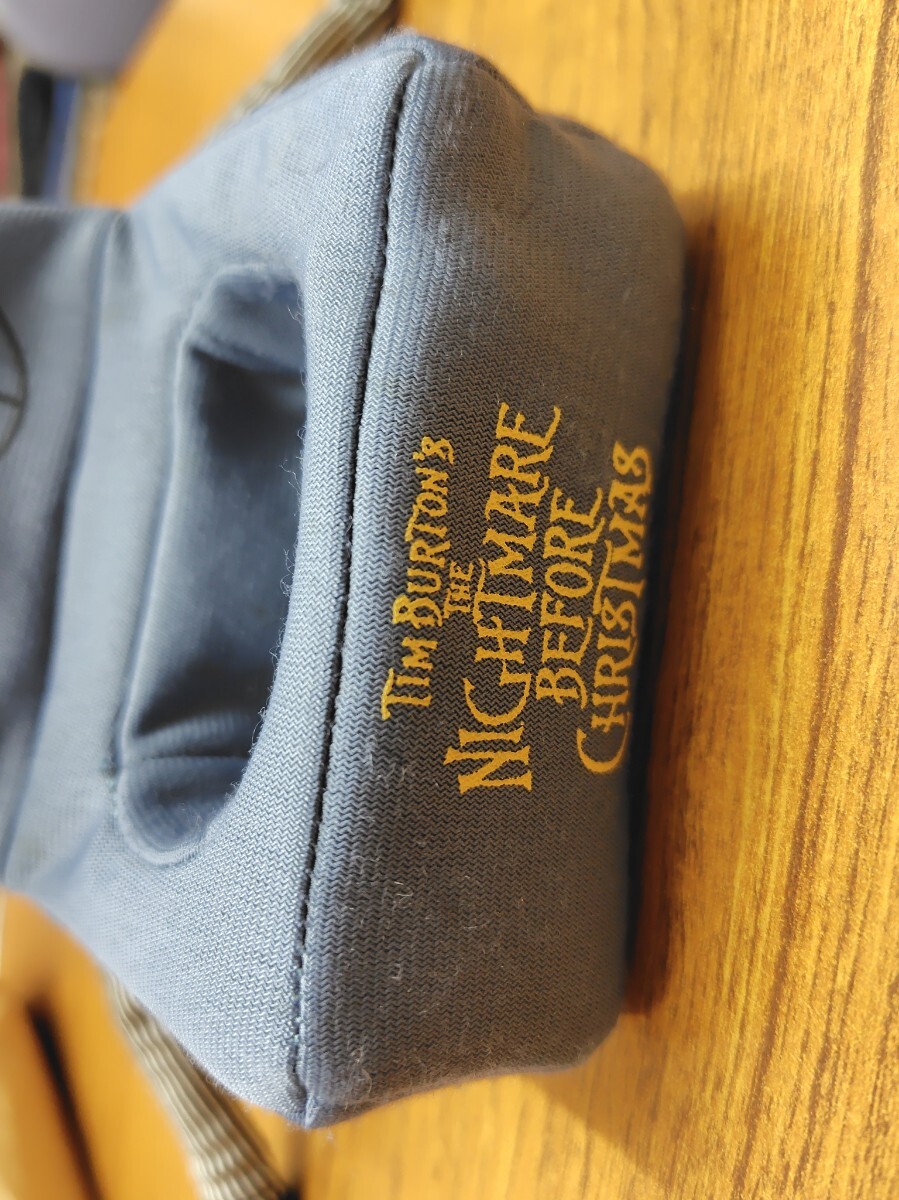 TIM BURTON'S
THE
NIGHTMARE
BEFORE
CHRISTMAS